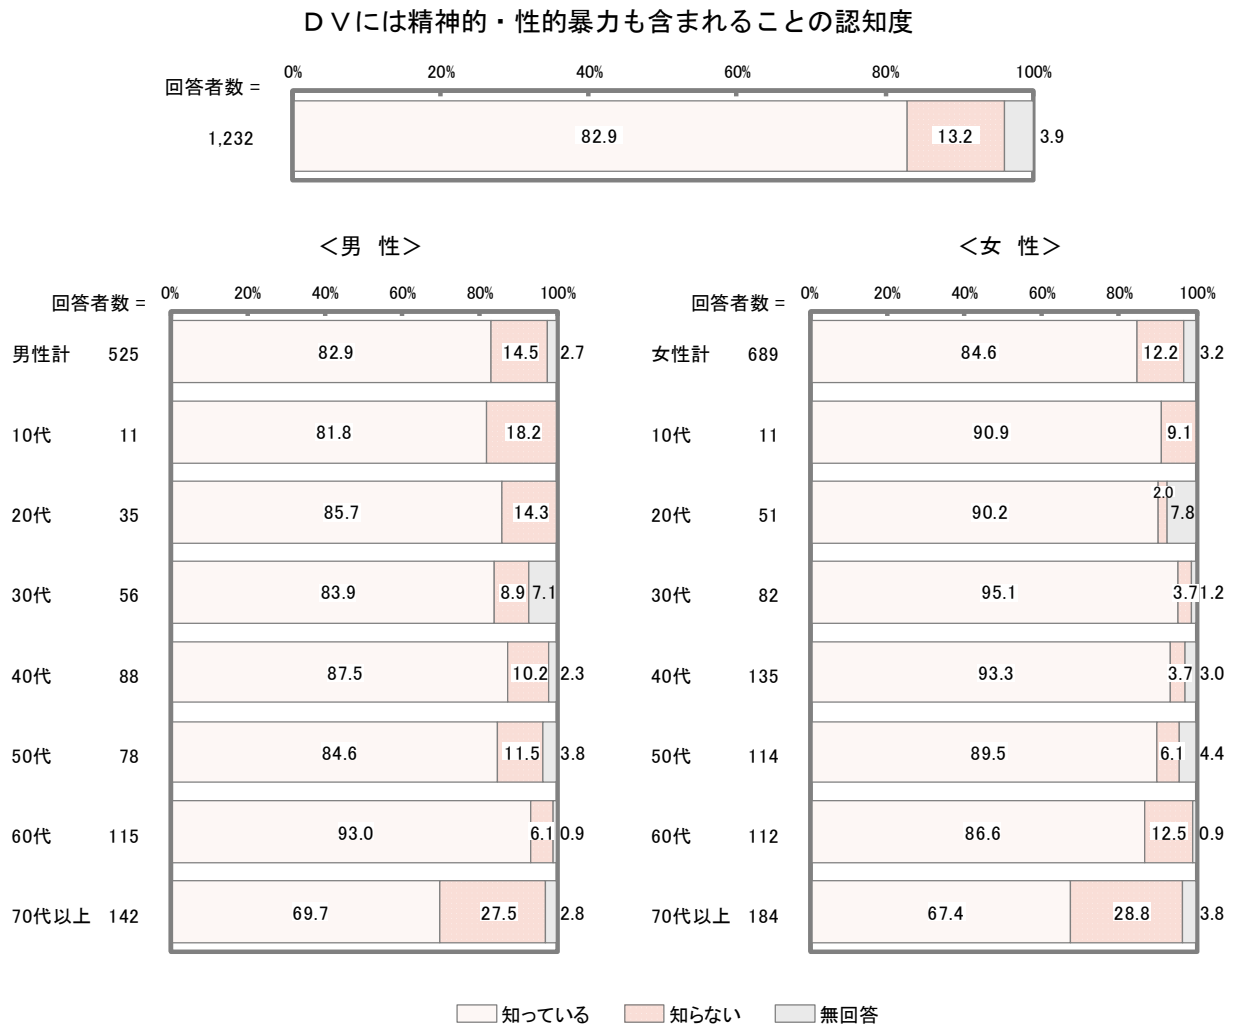 ＤＶには精神的・性的暴力も含まれることの認知度
0% 20% 40% 60% 80% 100%
回答者数 =
1,232 82.9 13.2 3.9
＜男 性＞
回答者数 = 0% 20% 40% 60% 80% 100%
男性計 525 82.9 14.5 2.7
10代 11 81.8 18.2
20代 35 85.7 14.3
30代 56 83.9 8.9 7.1
40代 88 87.5 10.2 2.3
50代 78 84.6 11.5 3.8
60代 115 93.0 6.1 0.9
70代以上 142 69.7 27.5 2.8
＜女 性＞
回答者数 = 0% 20% 40% 60% 80% 100%
女性計 689 84.6 12.2 3.2
10代 11 90.9 9.1
20代 51 90.2 2.0 7.8
30代 82 95.1 3.7 1.2
40代 135 93.3 3.7 3.0
50代 114 89.5 6.1 4.4
60代 112 86.6 12.5 0.9
70代以上 184 67.4 28.8 3.8
知っている 知らない 無回答